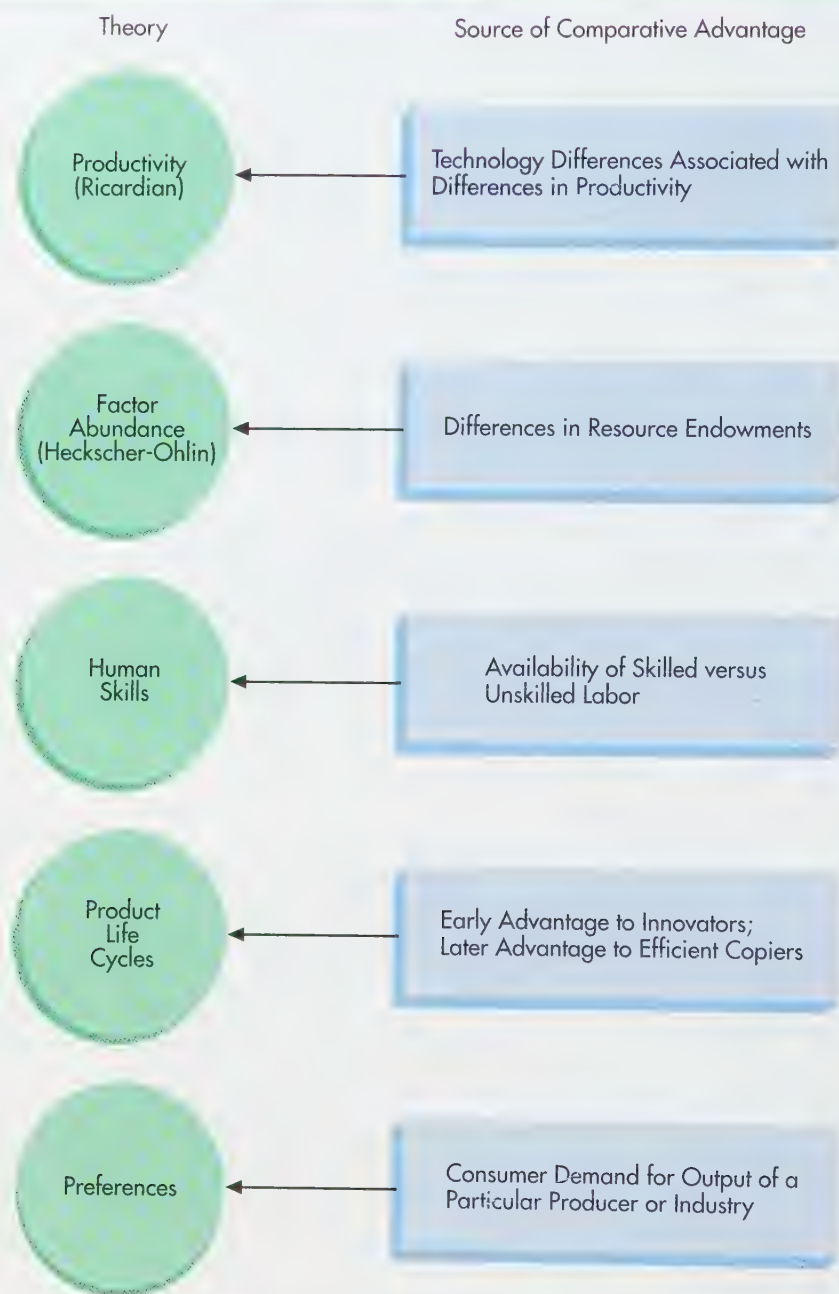 Theory
Source of Comparative Advantage
Productivity
(Ricardian)
Technology Differences Associated with
Differences in Productivity
Factor
Abundance
(Heckscher-Ohlin)
Differences in Resource Endowments
Human
Skills
Availability of Skilled versus
Unskilled Labor
Product
Life
Cycles
Early Advantage to Innovators;
Later Advantage to Efficient Copiers
Preferences
Consumer Demand for Output of a
Particular Producer or Industry